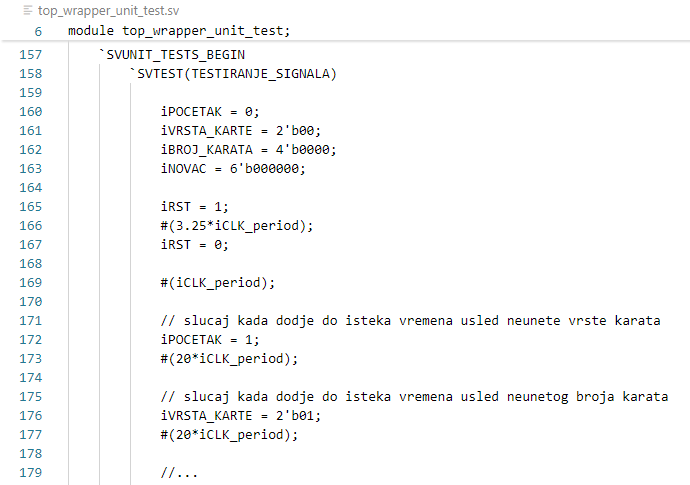 top_wrapper_unit_test.sv
6 module top_wrapper_unit_test;
157 `SVUNIT_TESTS_BEGIN
158 `SVTEST(TESTIRANJE_SIGNALA)
159
160 iPOCETAK = 0;
161 iVRSTA_KARTE = 2'b00;
162 iBROJ_KARATA = 4'b0000;
163 iNOVAC = 6'b000000;
164
165 iRST = 1;
166 #(3.25*iCLK_period);
167 iRST = 0;
168
169 #(iCLK_period);
170
171 // slucaj kada dodje do isteka vremena usled neunete vrste karata
172 iPOCETAK = 1;
173 #(20*iCLK_period);
174
175 // slucaj kada dodje do isteka vremena usled neunetog broja karata
176 iVRSTA_KARTE = 2'b01;
177 #(20*iCLK_period);
178
179 //...